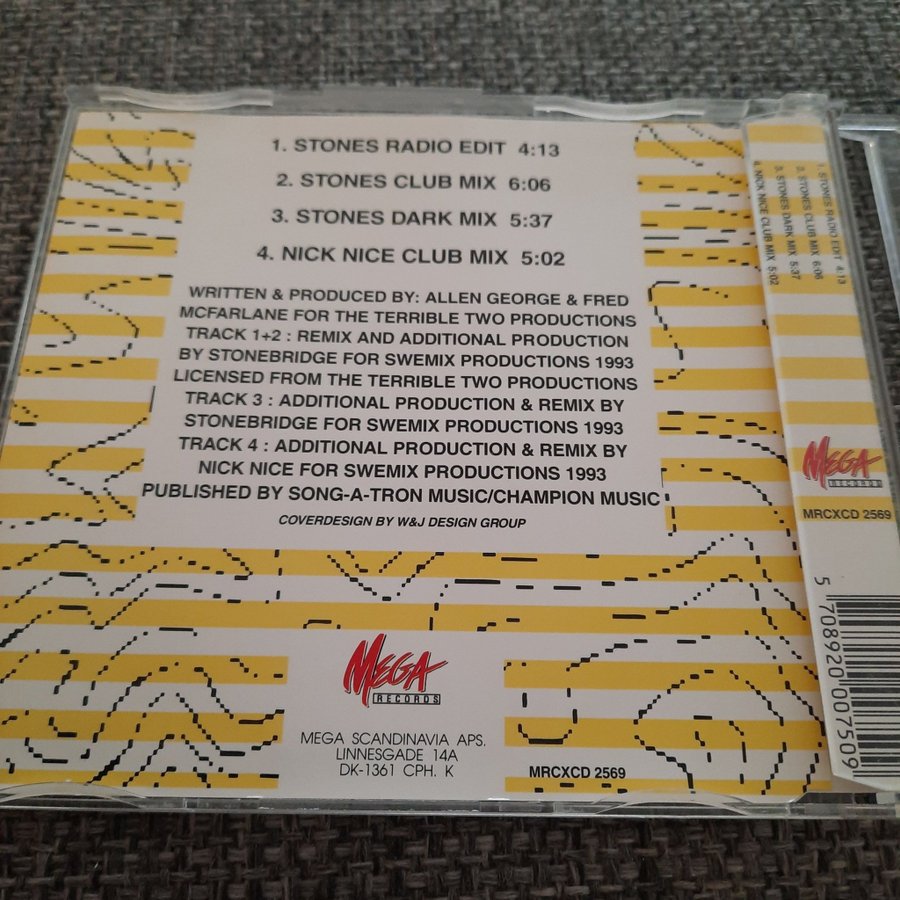 1. STONES RADIO EDIT 4:13
2. STONES CLUB MIX 6:06
3. STONES DARK MIX 5:37
4. NICK NICE CLUB MIX 5:02
WRITTEN & PRODUCED BY: ALLEN GEORGE & FRED
MCFARLANE FOR THE TERRIBLE TWO PRODUCTIONS
TRACK 1+2 : REMIX AND ADDITIONAL PRODUCTION
BY STONEBRIDGE FOR SWEMIX PRODUCTIONS 1993
LICENSED FROM THE TERRIBLE TWO PRODUCTIONS
TRACK 3 : ADDITIONAL PRODUCTION & REMIX BY
STONEBRIDGE FOR SWEMIX PRODUCTIONS 1993
TRACK 4 : ADDITIONAL PRODUCTION & REMIX BY
NICK NICE FOR SWEMIX PRODUCTIONS 1993
PUBLISHED BY SONG-A-TRON MUSIC/CHAMPION MUSIC
COVERDESIGN BY W&J DESIGN GROUP
MEGA
RECORDS
MEGA SCANDINAVIA APS.
LINNESGADE 14A
DK-1361 CPH. K
MRCXCD 2569
1. STONES RADIO EDIT 4:13
2. STONES CLUB MIX 6:06
3. STONES DARK MIX 5:37
4. NICK NICE CLUB MIX 5:02
MEGA
RECORDS
MRCXCD 2569
5 708920 007509